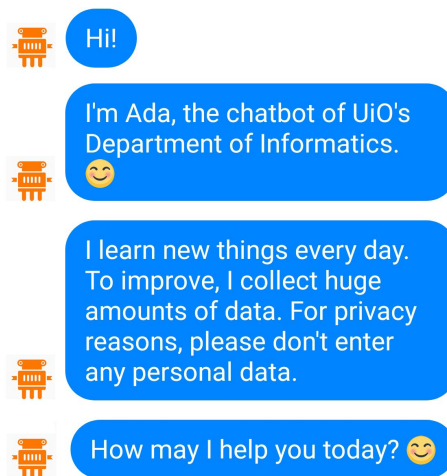 Hi!
I'm Ada, the chatbot of UiO's
Department of Informatics.
😊
I learn new things every day.
To improve, I collect huge
amounts of data. For privacy
reasons, please don't enter
any personal data.
How may I help you today? 😊